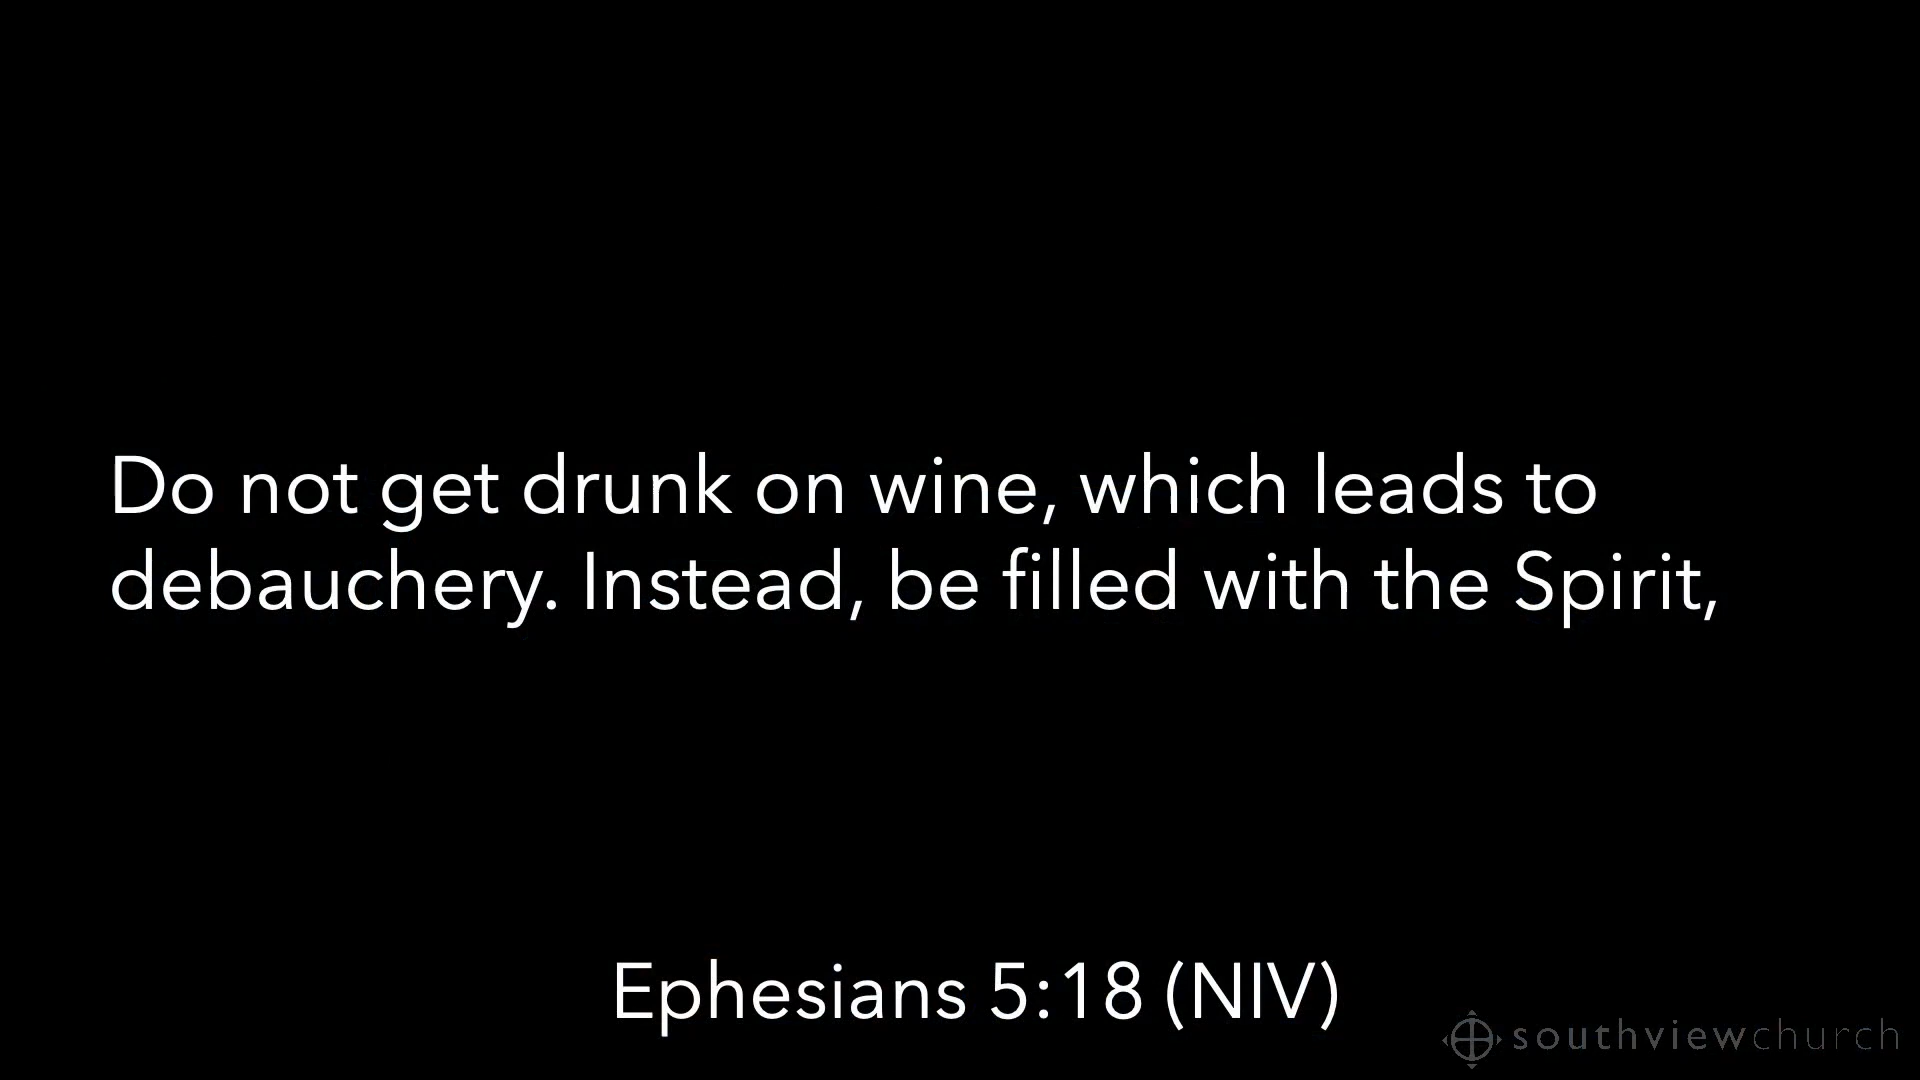 Do not get drunk on wine, which leads to
debauchery. Instead, be filled with the Spirit,
Ephesians 5:18 (NIV)
southviewchurch